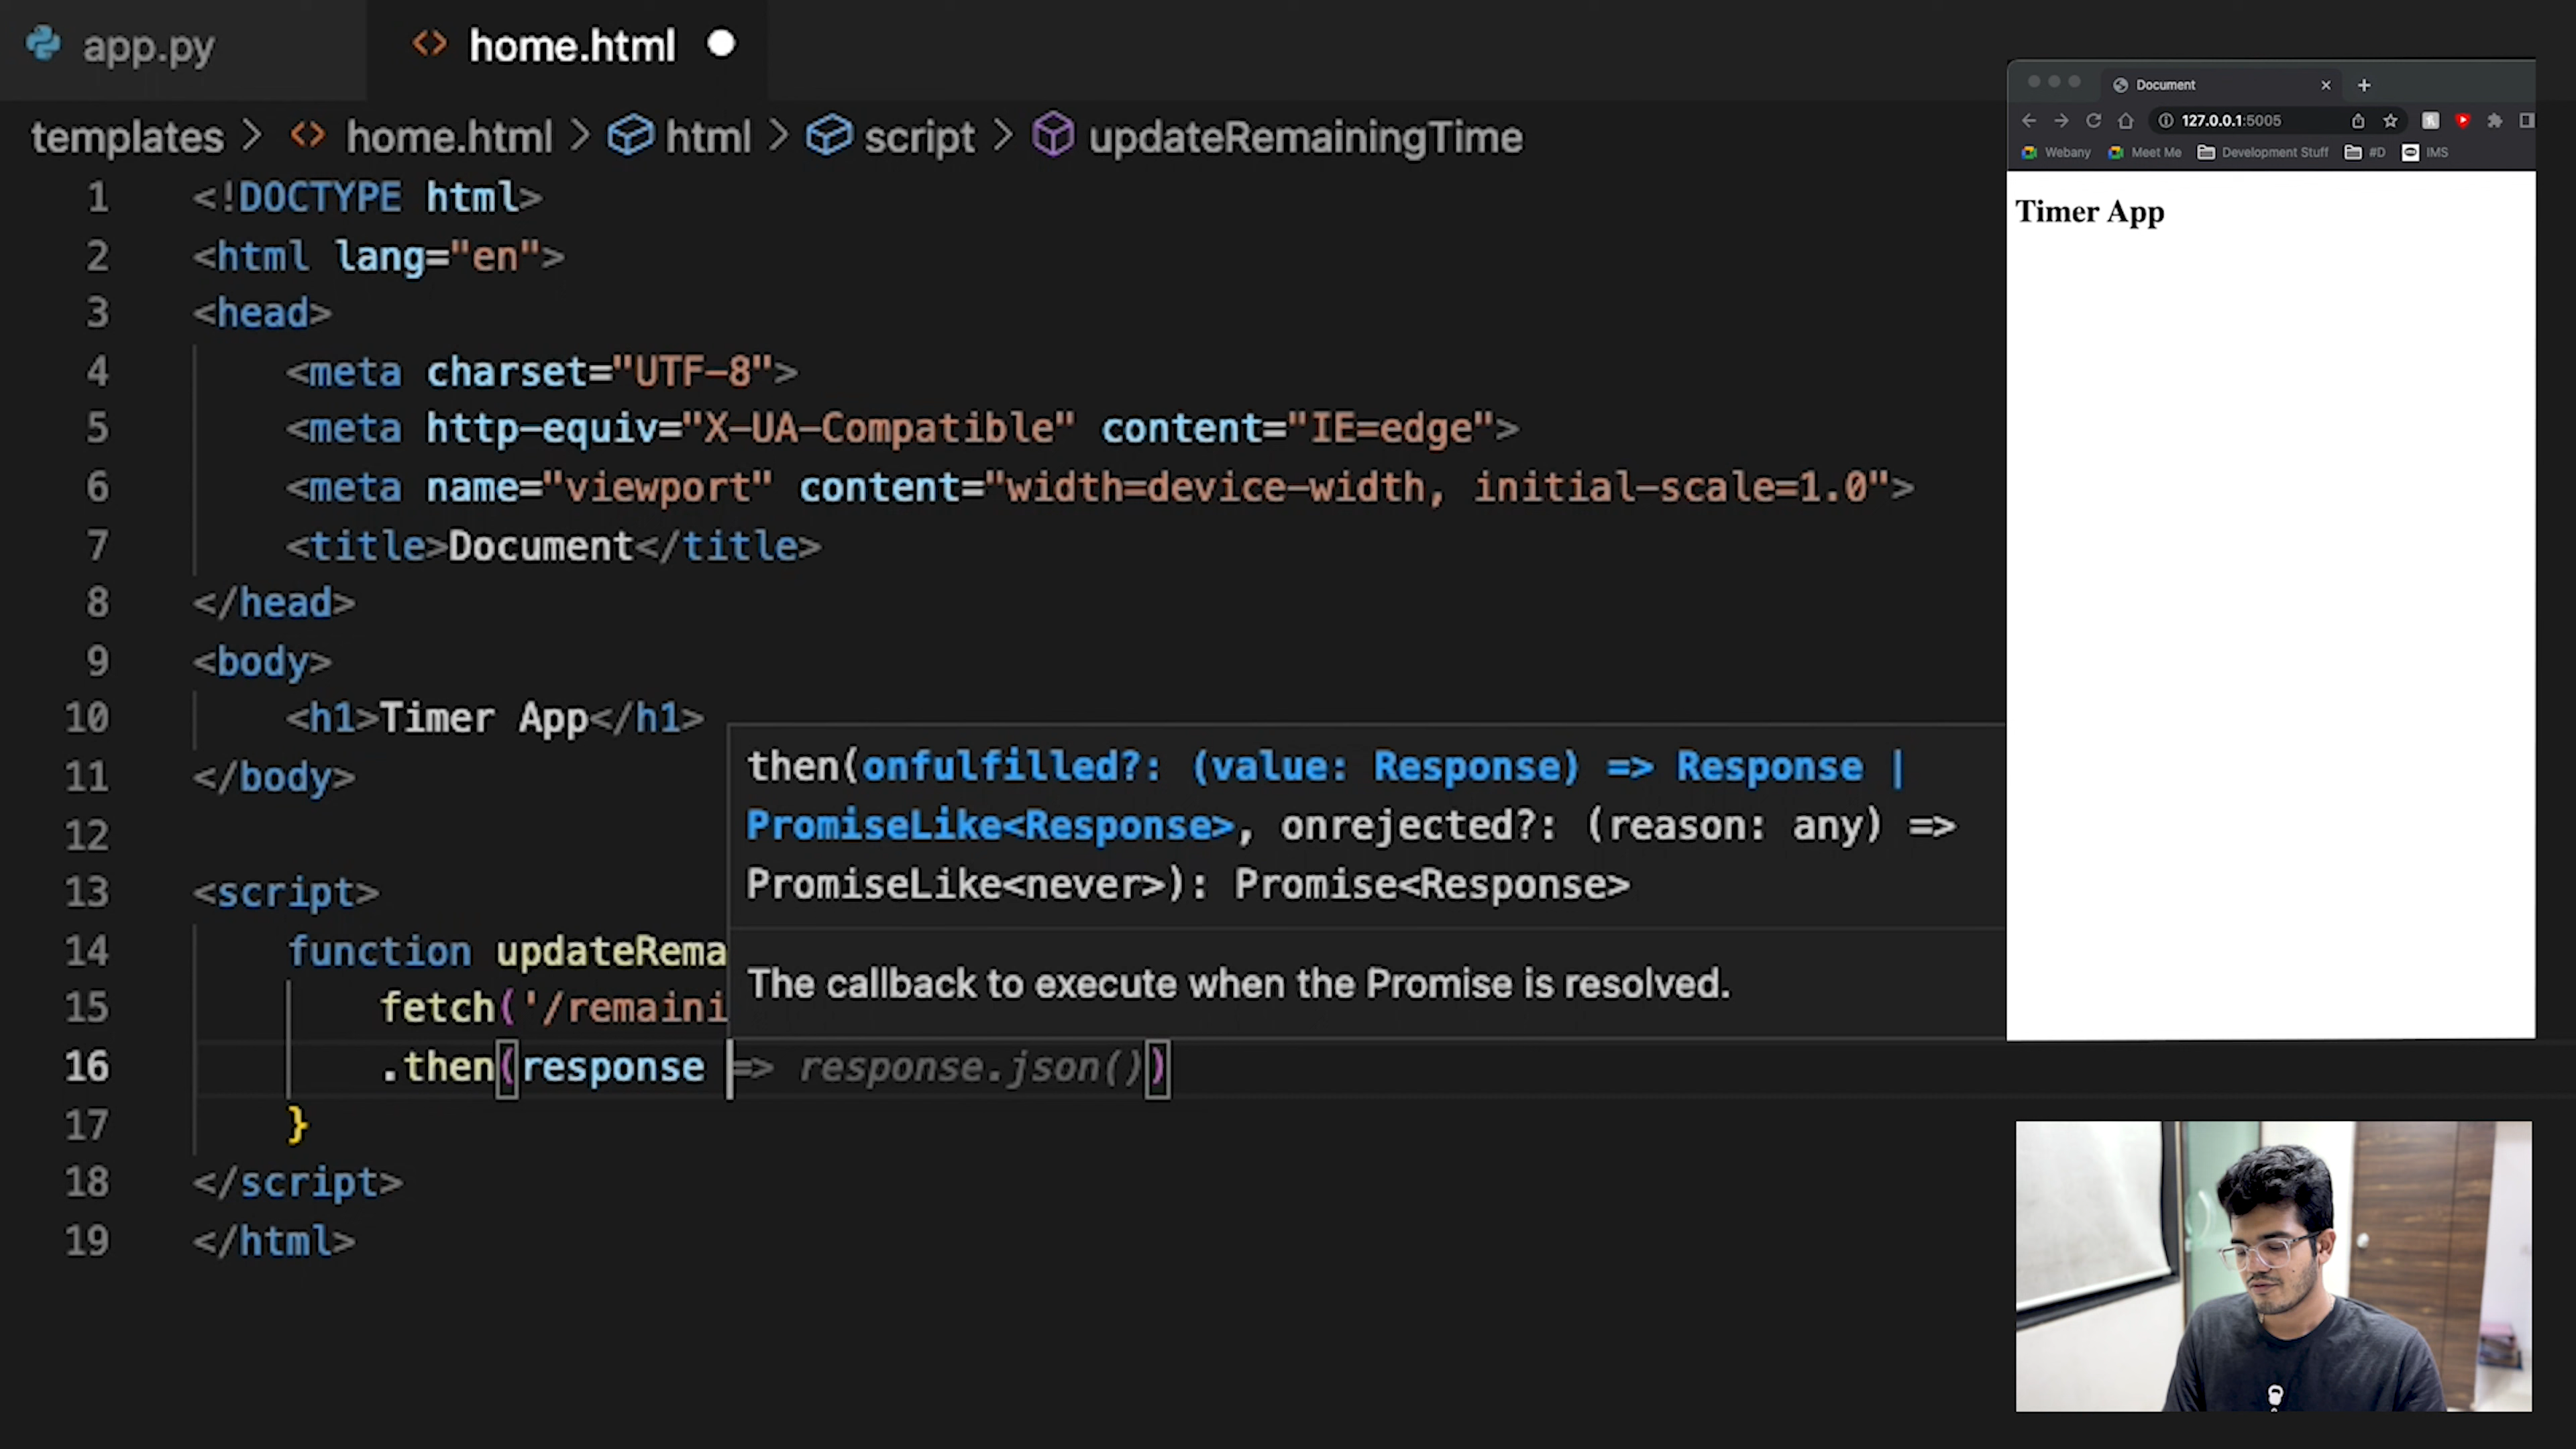 app.py
home.html
templates > home.html > html > script > updateRemainingTime
1 <!DOCTYPE html>
2 <html lang="en">
3 <head>
4 <meta charset="UTF-8">
5 <meta http-equiv="X-UA-Compatible" content="IE=edge">
6 <meta name="viewport" content="width=device-width, initial-scale=1.0">
7 <title>Document</title>
8 </head>
9 <body>
10 <h1>Timer App</h1>
11 </body>
12
13 <script>
14 function updateRema
15 fetch('/remaini
16 .then(response => response.json())
17 }
18 </script>
19 </html>
then(onfulfilled?: (value: Response) => Response |
PromiseLike<Response>, onrejected?: (reason: any) =>
PromiseLike<never>): Promise<Response>
The callback to execute when the Promise is resolved.
Document
127.0.0.1:5005
Webany Meet Me Development Stuff #D IMS
Timer App